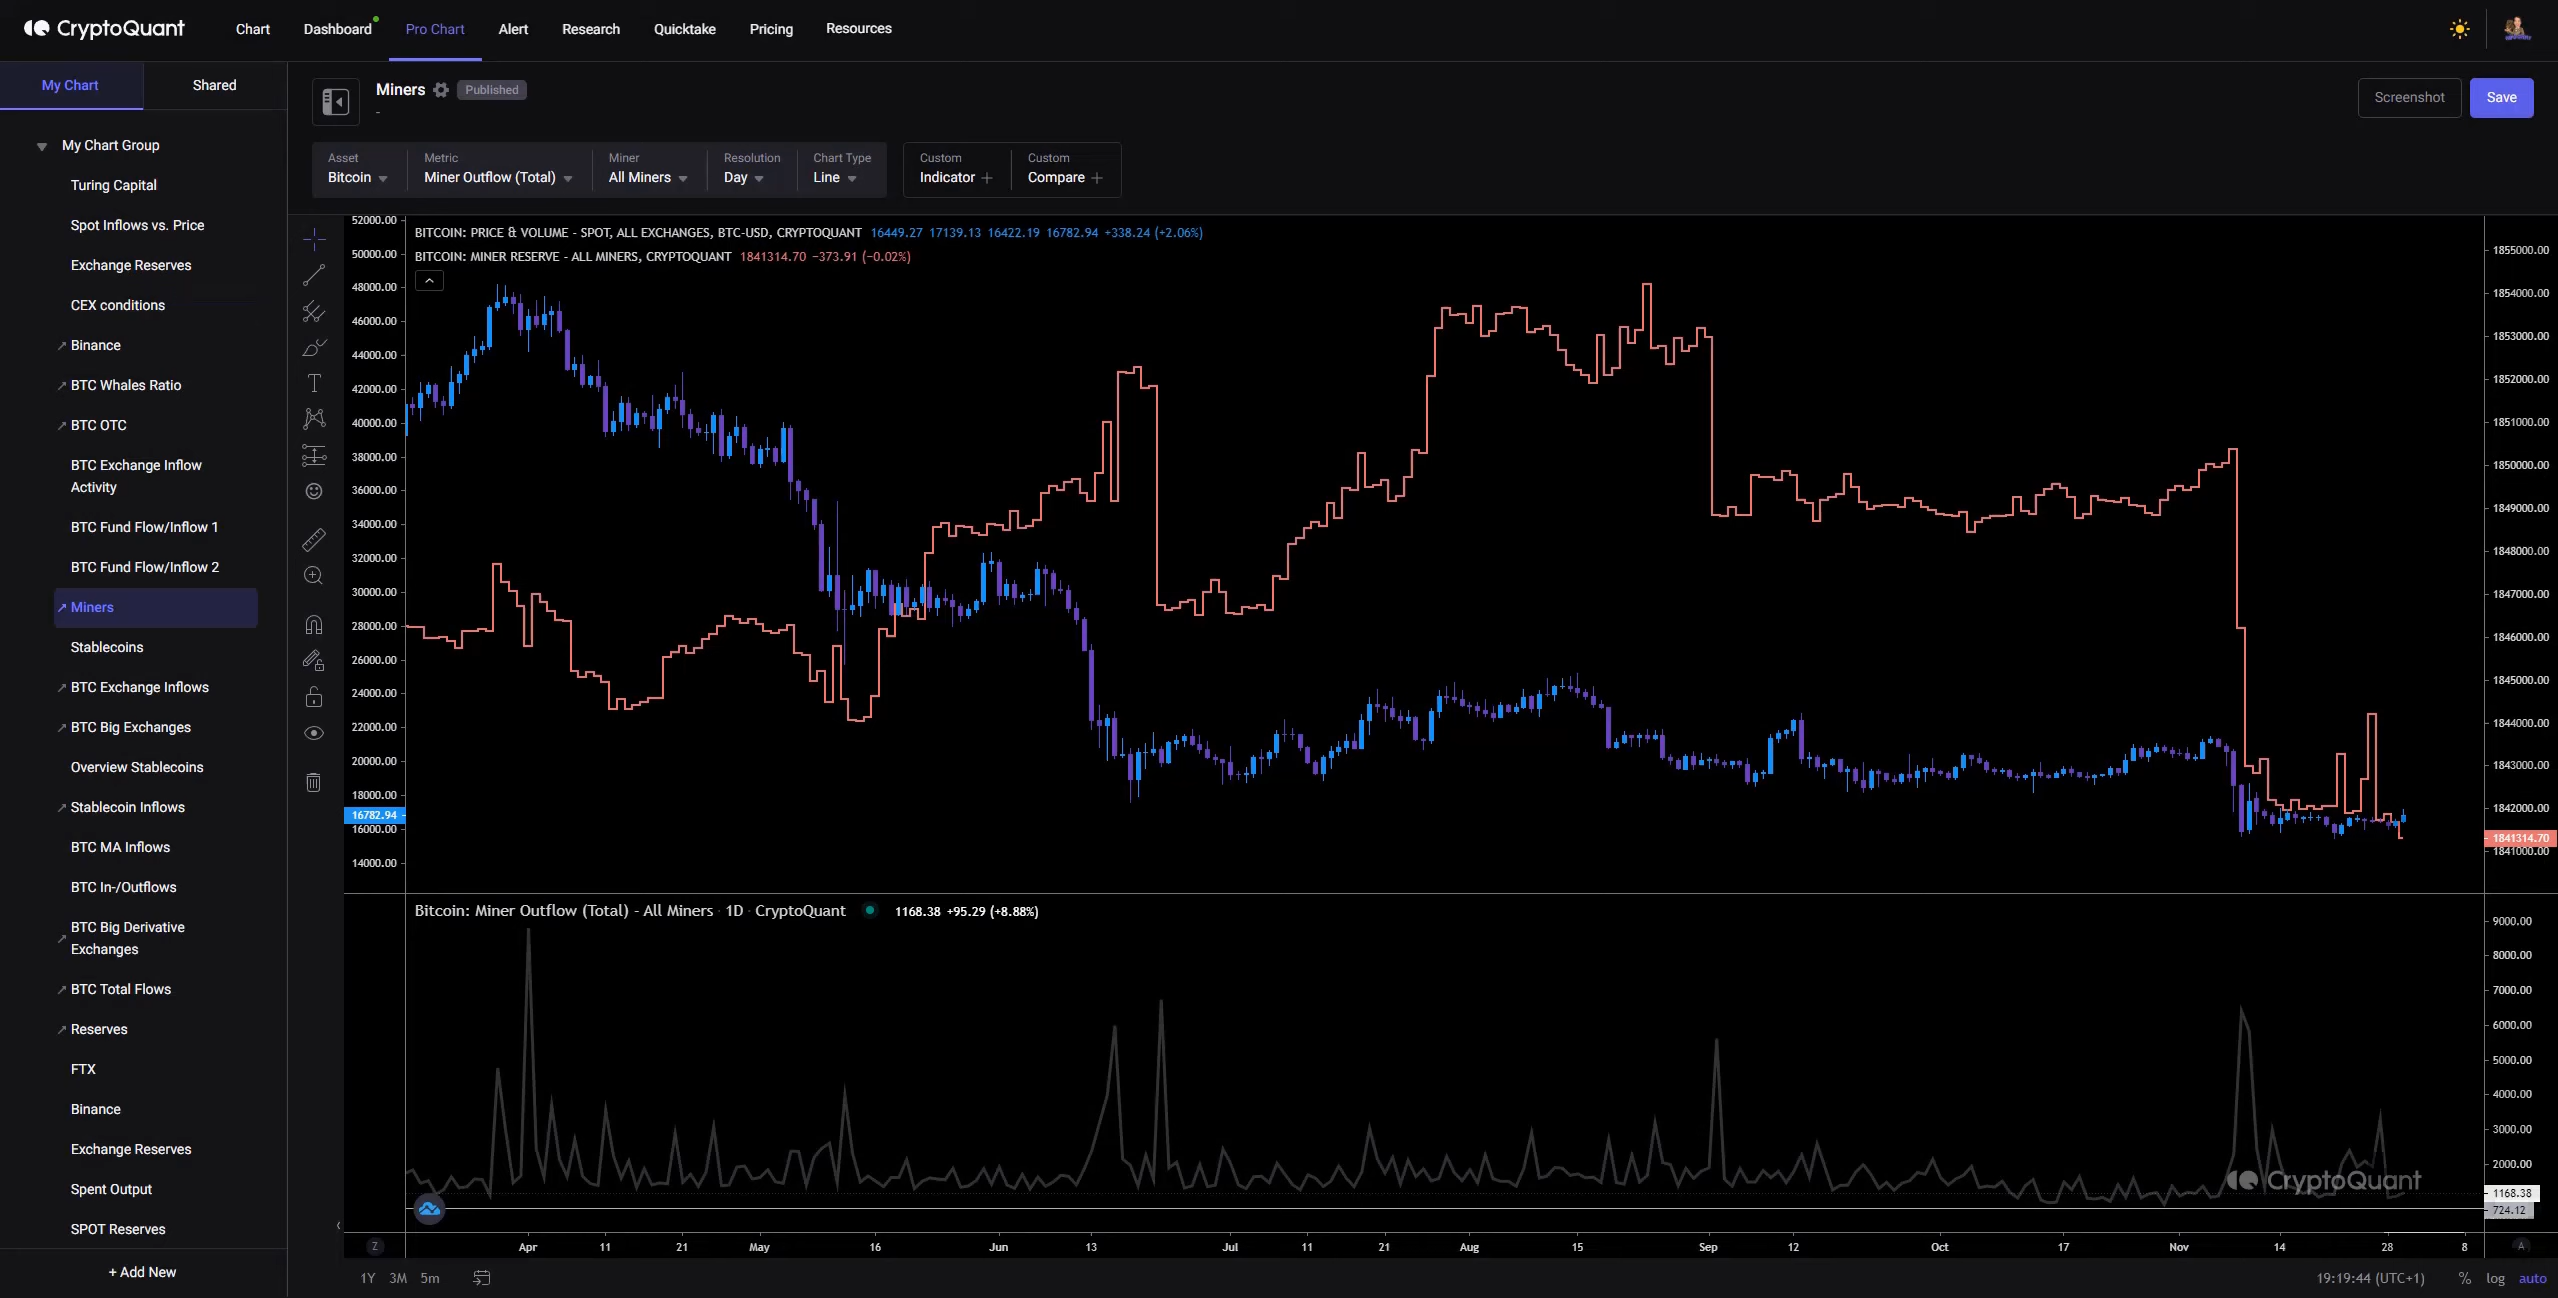 CryptoQuant
Chart Dashboard Pro Chart Alert Research Quicktake Pricing Resources
My Chart Shared
My Chart Group
Turing Capital
Spot Inflows vs. Price
Exchange Reserves
CEX conditions
Binance
BTC Whales Ratio
BTC OTC
BTC Exchange Inflow
Activity
BTC Fund Flow/Inflow 1
BTC Fund Flow/Inflow 2
Miners
Stablecoins
BTC Exchange Inflows
BTC Big Exchanges
Overview Stablecoins
Stablecoin Inflows
BTC MA Inflows
BTC In-/Outflows
BTC Big Derivative
Exchanges
BTC Total Flows
Reserves
FTX
Binance
Exchange Reserves
Spent Output
SPOT Reserves
+ Add New
Miners Published
-
Screenshot Save
Asset Metric Miner Resolution Chart Type Custom Custom
Bitcoin Miner Outflow (Total) All Miners Day Line Indicator + Compare +
BITCOIN: PRICE & VOLUME - SPOT, ALL EXCHANGES, BTC-USD, CRYPTOQUANT 16449.27 17139.13 16422.19 16782.94 +338.24 (+2.06%)
BITCOIN: MINER RESERVE - ALL MINERS, CRYPTOQUANT 1841314.70 −373.91 (−0.02%)
52000.00
50000.00
48000.00
46000.00
44000.00
42000.00
40000.00
38000.00
36000.00
34000.00
32000.00
30000.00
28000.00
26000.00
24000.00
22000.00
20000.00
18000.00
16782.94
16000.00
14000.00
1855000.00
1854000.00
1853000.00
1852000.00
1851000.00
1850000.00
1849000.00
1848000.00
1847000.00
1846000.00
1845000.00
1844000.00
1843000.00
1842000.00
1841314.70
1841000.00
Bitcoin: Miner Outflow (Total) - All Miners · 1D · CryptoQuant 1168.38 +95.29 (+8.88%)
9000.00
8000.00
7000.00
6000.00
5000.00
4000.00
3000.00
2000.00
1168.38
724.12
CryptoQuant
Z Apr 11 21 May 16 Jun 13 Jul 11 21 Aug 15 Sep 12 Oct 17 Nov 14 28 8 A
1Y 3M 5m
19:19:44 (UTC+1) % log auto